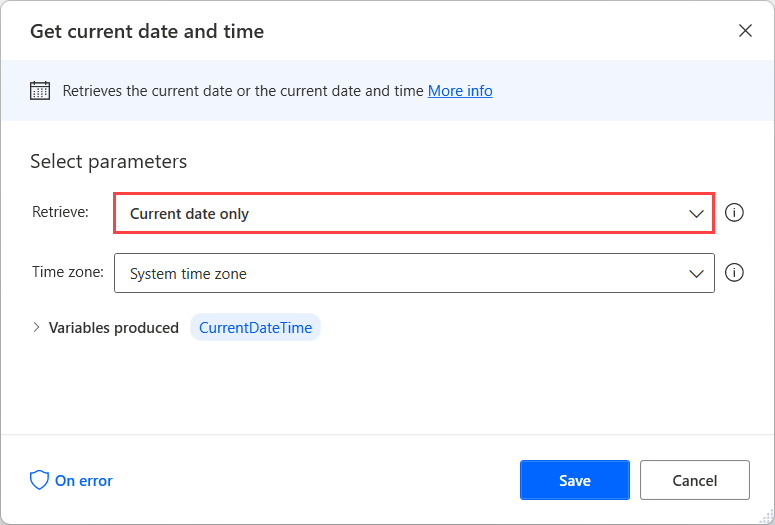 Get current date and time
Retrieves the current date or the current date and time More info
Select parameters
Retrieve: Current date only
Time zone: System time zone
Variables produced CurrentDateTime
On error Save Cancel